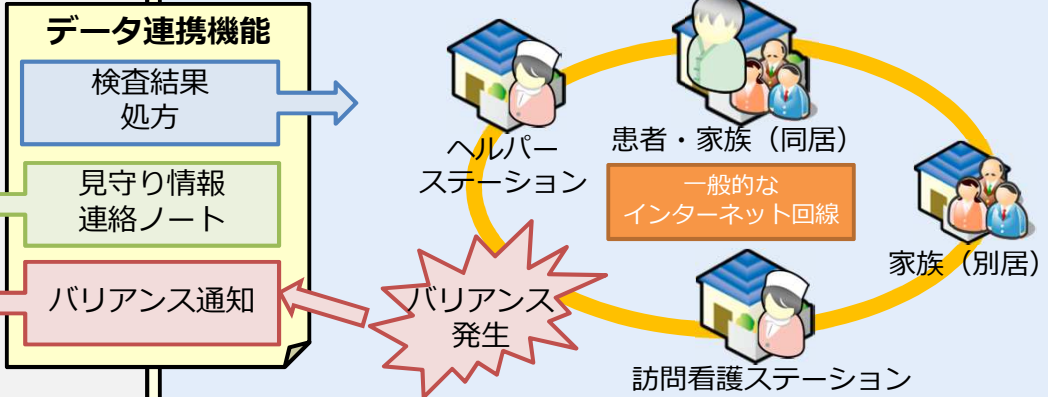 データ連携機能
検査結果
処方
見守り情報
連絡ノート
バリアンス通知
ヘルパー
ステーション
患者・家族（同居）
一般的な
インターネット回線
家族（別居）
バリアンス
発生
訪問看護ステーション